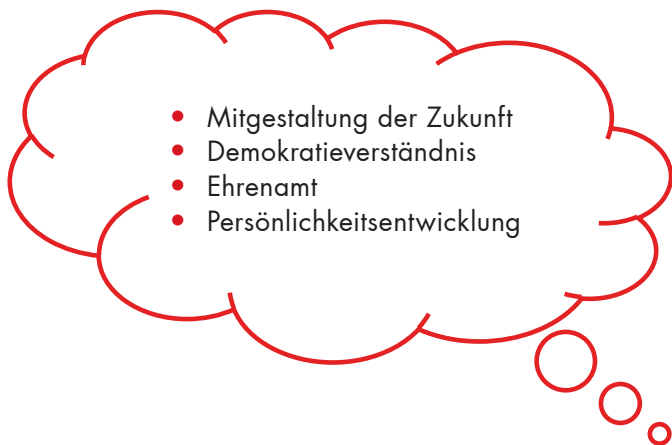 • Mitgestaltung der Zukunft
• Demokratieverständnis
• Ehrenamt
• Persönlichkeitsentwicklung